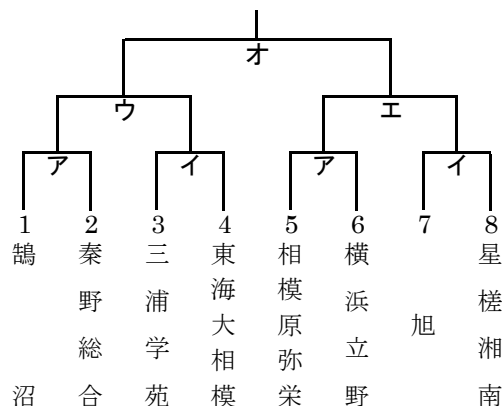 オ
ウ
エ
ア
イ
ア
イ
1 2 3 4 5 6 7 8
鵠沼
秦野総合
三浦学苑
東海大相模
相模原弥栄
横浜立野
旭
星槎湘南